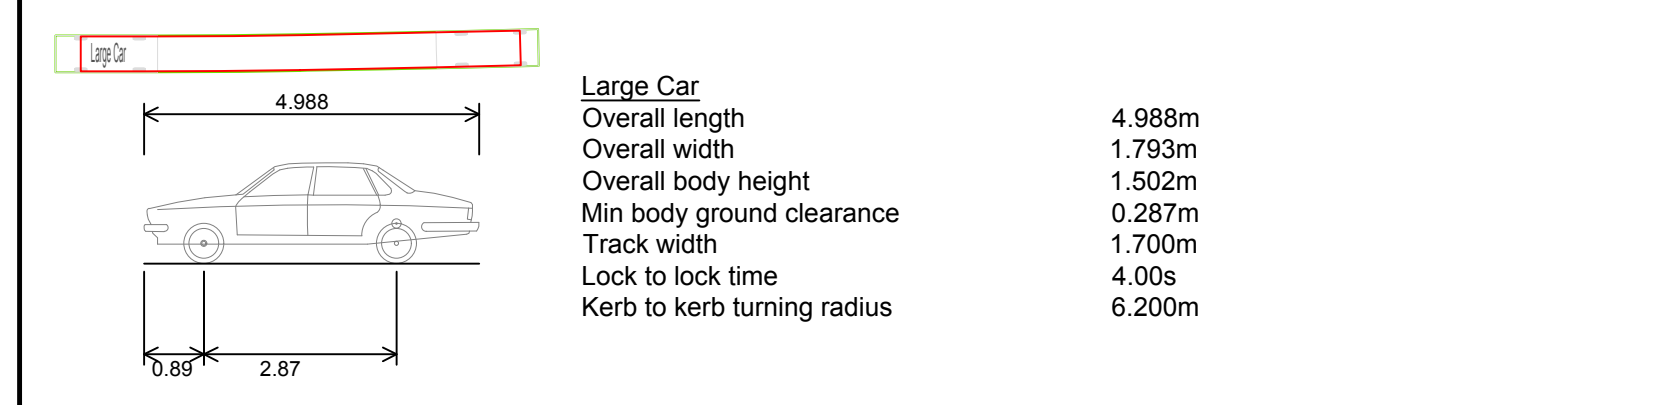 Large Car
4.988
0.89
2.87
Large Car
Overall length 4.988m
Overall width 1.793m
Overall body height 1.502m
Min body ground clearance 0.287m
Track width 1.700m
Lock to lock time 4.00s
Kerb to kerb turning radius 6.200m